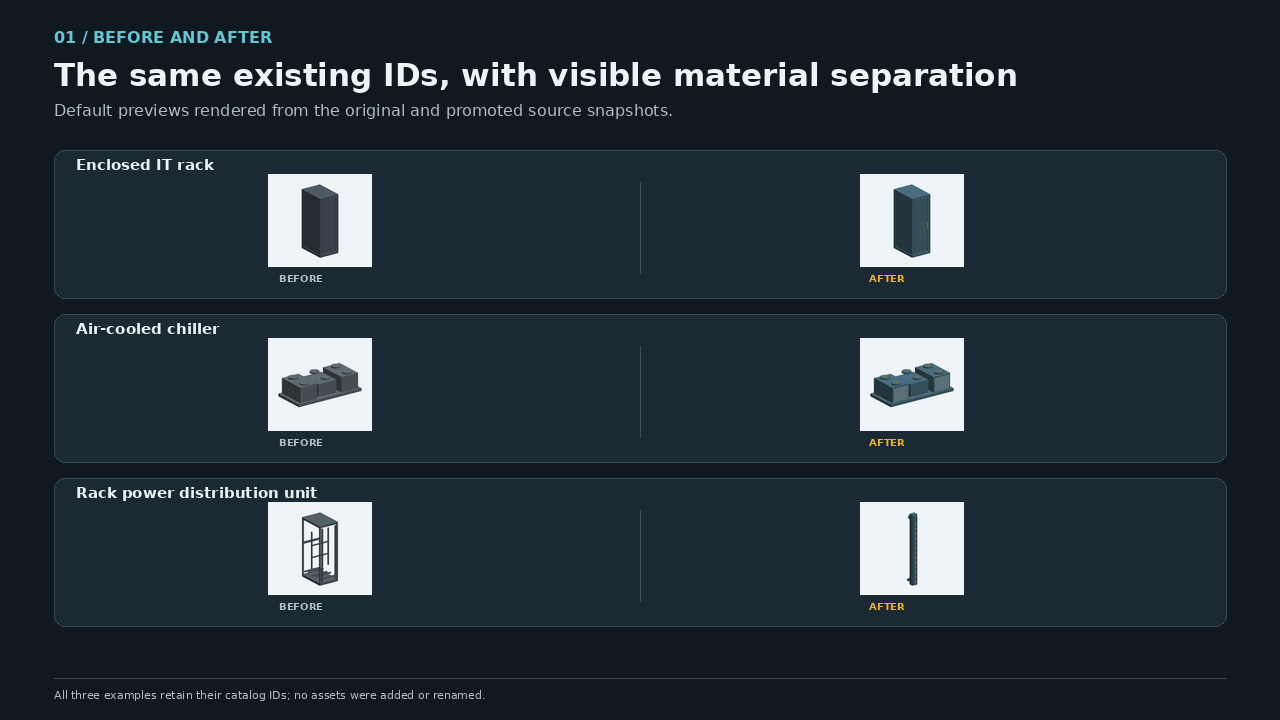 01 / BEFORE AND AFTER
The same existing IDs, with visible material separation
Default previews rendered from the original and promoted source snapshots.
Enclosed IT rack
BEFORE
AFTER
Air-cooled chiller
BEFORE
AFTER
Rack power distribution unit
BEFORE
AFTER
All three examples retain their catalog IDs; no assets were added or renamed.